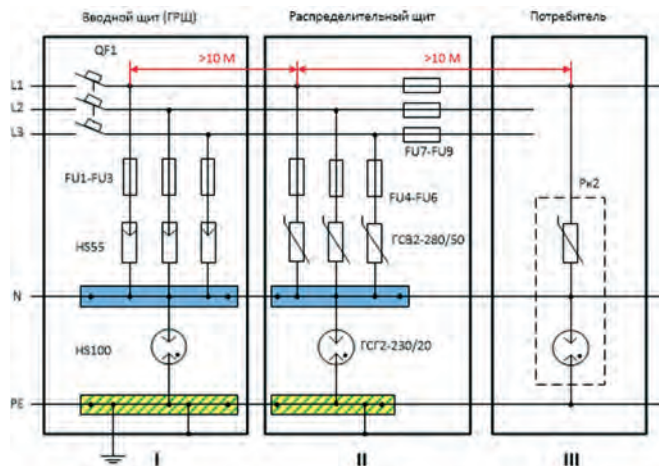 Вводной щит (ГРЩ)
Распределительный щит
Потребитель
QF1
>10 М
>10 М
L1
L2
L3
FU7-FU9
FU1-FU3
FU4-FU6
Рк2
HS55
ГСВ2-280/50
N
HS100
ГСГ2-230/20
PE
I
II
III